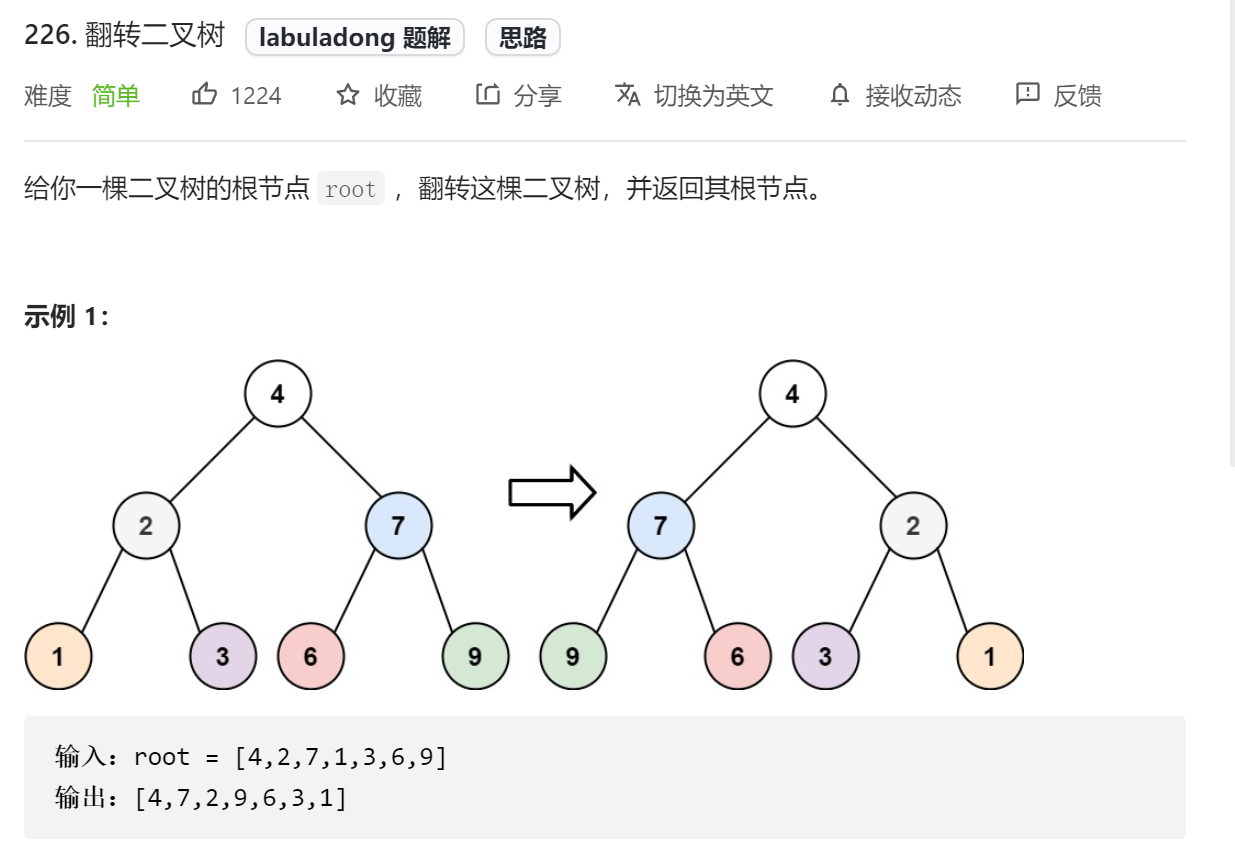 226. 翻转二叉树 labuladong 题解 思路
难度 简单 1224 收藏 分享 切换为英文 接收动态 反馈
给你一棵二叉树的根节点 root ，翻转这棵二叉树，并返回其根节点。
示例 1：
4 4
2 7 7 2
1 3 6 9 9 6 3 1
输入：root = [4,2,7,1,3,6,9]
输出：[4,7,2,9,6,3,1]